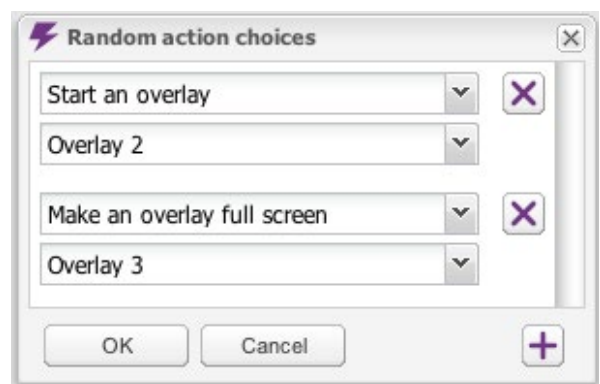 Random action choices
Start an overlay
Overlay 2
Make an overlay full screen
Overlay 3
OK Cancel